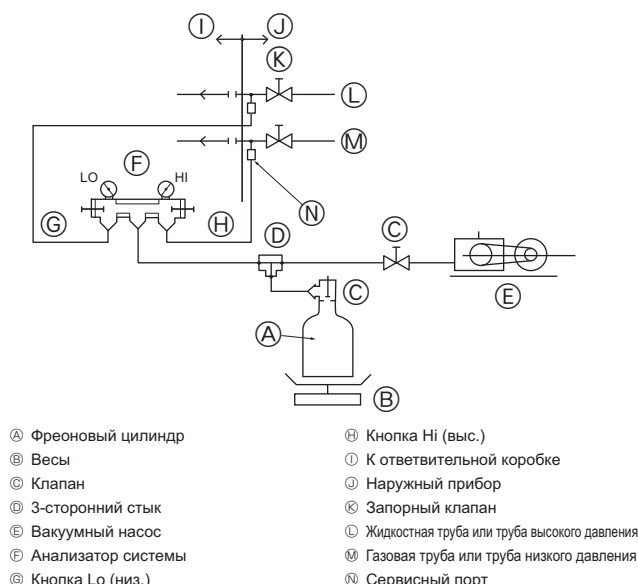 Ⓘ Ⓙ
Ⓚ
Ⓛ
Ⓜ
Ⓕ
LO HI
Ⓖ Ⓗ Ⓝ
Ⓓ Ⓒ
Ⓔ
Ⓒ
Ⓐ
Ⓑ
Ⓐ Фреоновый цилиндр
Ⓑ Весы
Ⓒ Клапан
Ⓓ 3-сторонний стык
Ⓔ Вакуумный насос
Ⓕ Анализатор системы
Ⓖ Кнопка Lo (низ.)
Ⓗ Кнопка Hi (выс.)
Ⓘ К ответвительной коробке
Ⓙ Наружный прибор
Ⓚ Запорный клапан
Ⓛ Жидкостная труба или труба высокого давления
Ⓜ Газовая труба или труба низкого давления
Ⓝ Сервисный порт